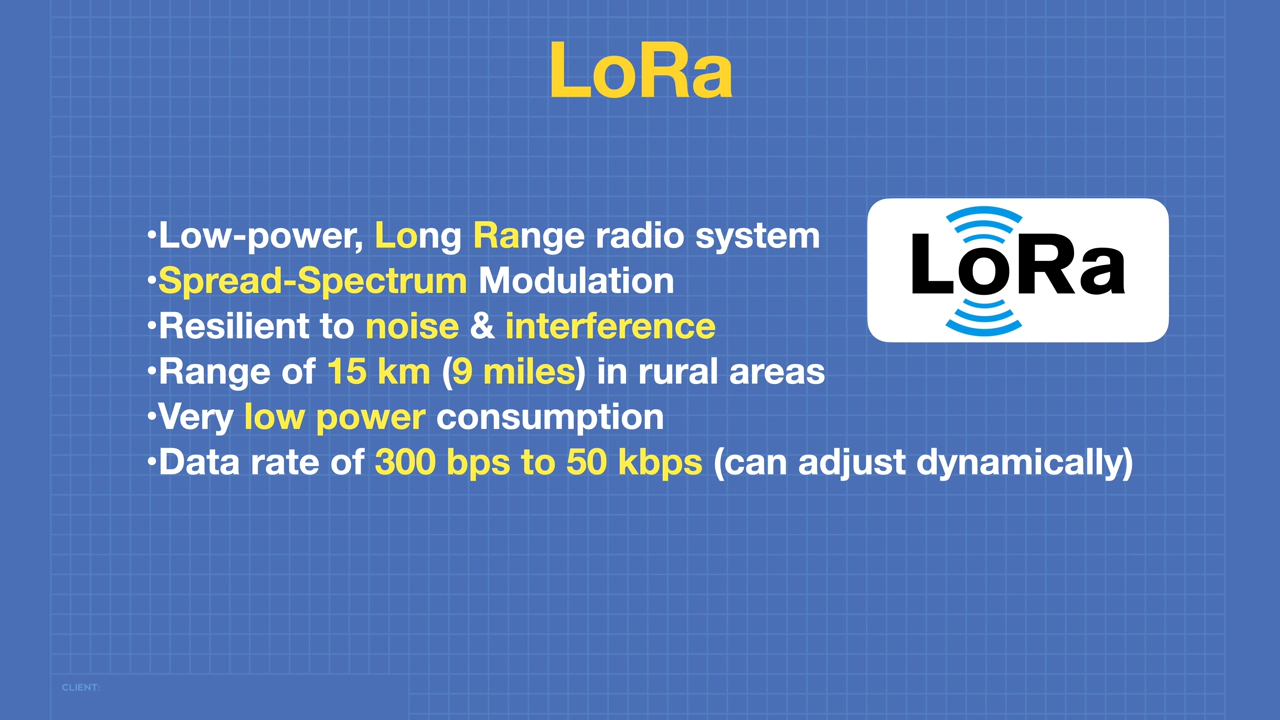 LoRa
•Low-power, Long Range radio system
•Spread-Spectrum Modulation
•Resilient to noise & interference
•Range of 15 km (9 miles) in rural areas
•Very low power consumption
•Data rate of 300 bps to 50 kbps (can adjust dynamically)
LoRa
CLIENT: